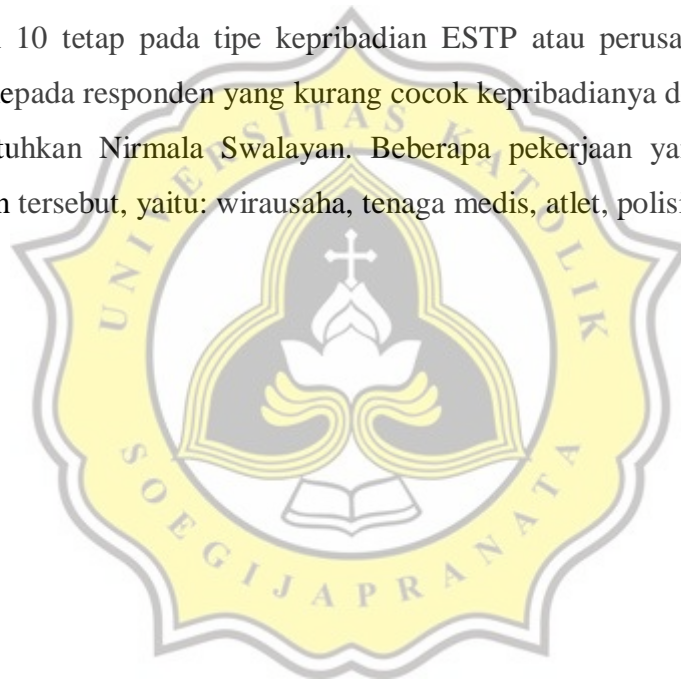 10 tetap pada tipe kepribadian ESTP atau perusa
epada responden yang kurang cocok kepribadianya d
tuhkan Nirmala Swalayan. Beberapa pekerjaan ya
tersebut, yaitu: wirausaha, tenaga medis, atlet, polisi
UNIVERSITAS KATOLIK
SOEGIJAPRANATA